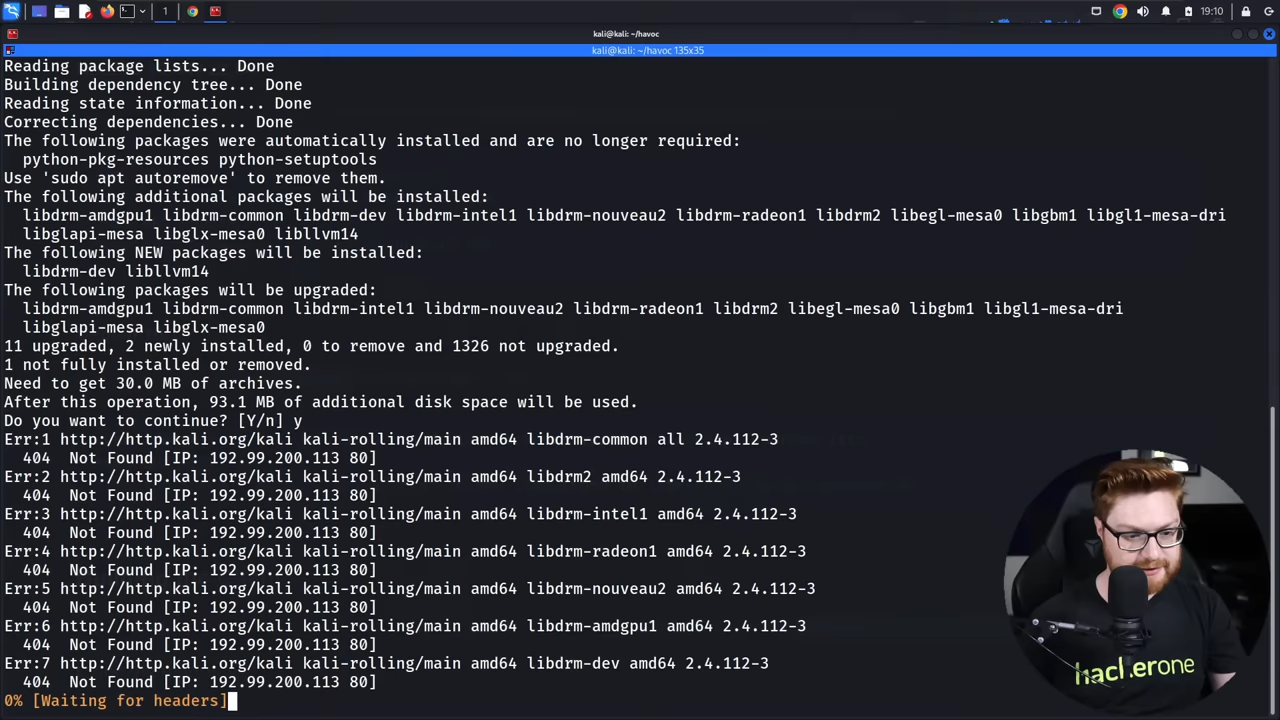 1
19:10
kali@kali: ~/havoc
kali@kali: ~/havoc 135x35
Reading package lists... Done
Building dependency tree... Done
Reading state information... Done
Correcting dependencies... Done
The following packages were automatically installed and are no longer required:
python-pkg-resources python-setuptools
Use 'sudo apt autoremove' to remove them.
The following additional packages will be installed:
libdrm-amdgpu1 libdrm-common libdrm-dev libdrm-intel1 libdrm-nouveau2 libdrm-radeon1 libdrm2 libegl-mesa0 libgbm1 libgl1-mesa-dri
libglapi-mesa libglx-mesa0 libllvm14
The following NEW packages will be installed:
libdrm-dev libllvm14
The following packages will be upgraded:
libdrm-amdgpu1 libdrm-common libdrm-intel1 libdrm-nouveau2 libdrm-radeon1 libdrm2 libegl-mesa0 libgbm1 libgl1-mesa-dri
libglapi-mesa libglx-mesa0
11 upgraded, 2 newly installed, 0 to remove and 1326 not upgraded.
1 not fully installed or removed.
Need to get 30.0 MB of archives.
After this operation, 93.1 MB of additional disk space will be used.
Do you want to continue? [Y/n] y
Err:1 http://http.kali.org/kali kali-rolling/main amd64 libdrm-common all 2.4.112-3
404  Not Found [IP: 192.99.200.113 80]
Err:2 http://http.kali.org/kali kali-rolling/main amd64 libdrm2 amd64 2.4.112-3
404  Not Found [IP: 192.99.200.113 80]
Err:3 http://http.kali.org/kali kali-rolling/main amd64 libdrm-intel1 amd64 2.4.112-3
404  Not Found [IP: 192.99.200.113 80]
Err:4 http://http.kali.org/kali kali-rolling/main amd64 libdrm-radeon1 amd64 2.4.112-3
404  Not Found [IP: 192.99.200.113 80]
Err:5 http://http.kali.org/kali kali-rolling/main amd64 libdrm-nouveau2 amd64 2.4.112-3
404  Not Found [IP: 192.99.200.113 80]
Err:6 http://http.kali.org/kali kali-rolling/main amd64 libdrm-amdgpu1 amd64 2.4.112-3
404  Not Found [IP: 192.99.200.113 80]
Err:7 http://http.kali.org/kali kali-rolling/main amd64 libdrm-dev amd64 2.4.112-3
404  Not Found [IP: 192.99.200.113 80]
0% [Waiting for headers]